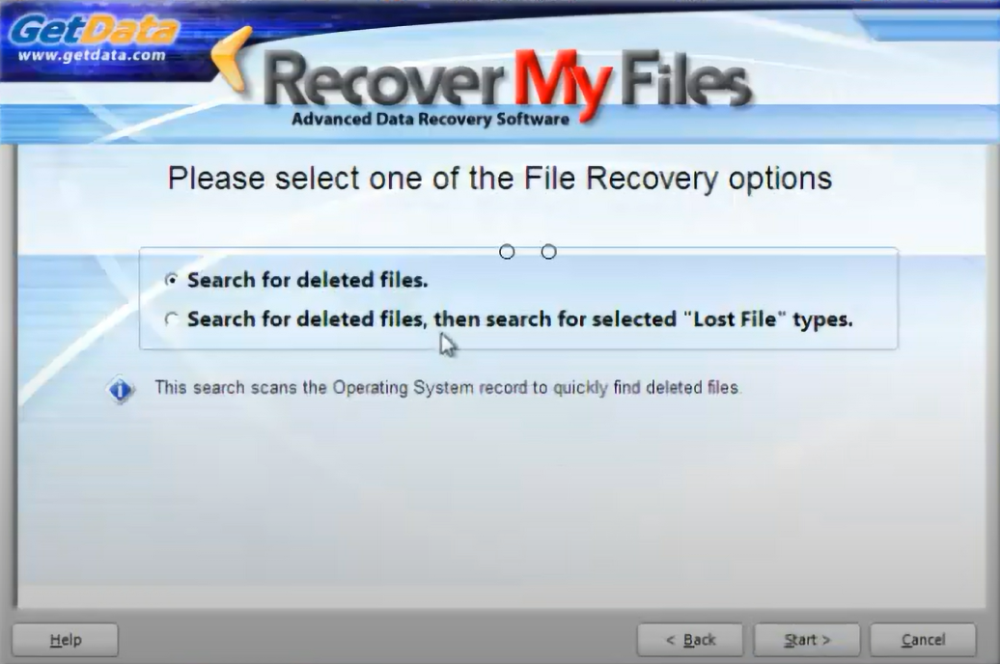 GetData
www.getdata.com
Recover My Files
Advanced Data Recovery Software
Please select one of the File Recovery options
Search for deleted files.
Search for deleted files, then search for selected "Lost File" types.
This search scans the Operating System record to quickly find deleted files.
Help
< Back
Start >
Cancel